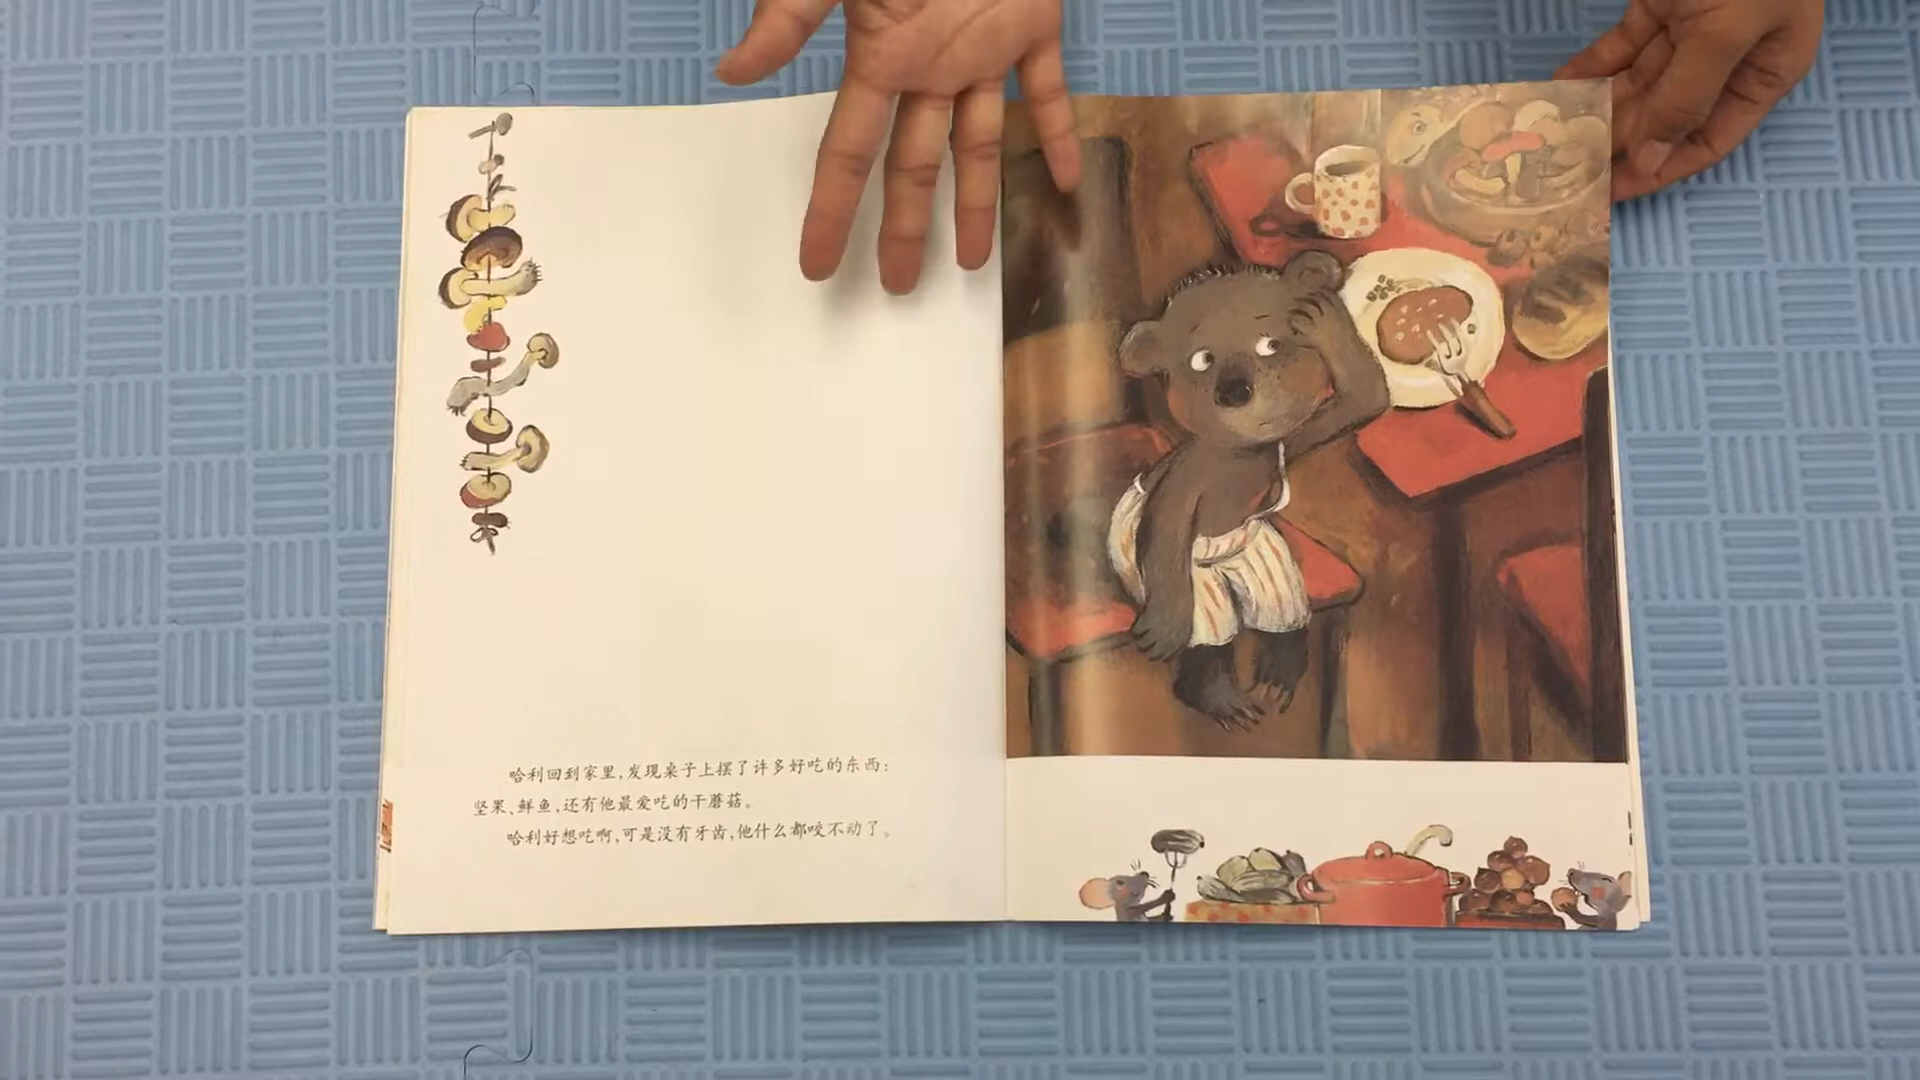 哈利回到家里,发现桌子上摆了许多好吃的东西:
坚果、鲜鱼,还有他最爱吃的干蘑菇。
哈利好想吃啊,可是没有牙齿,他什么都咬不动了。